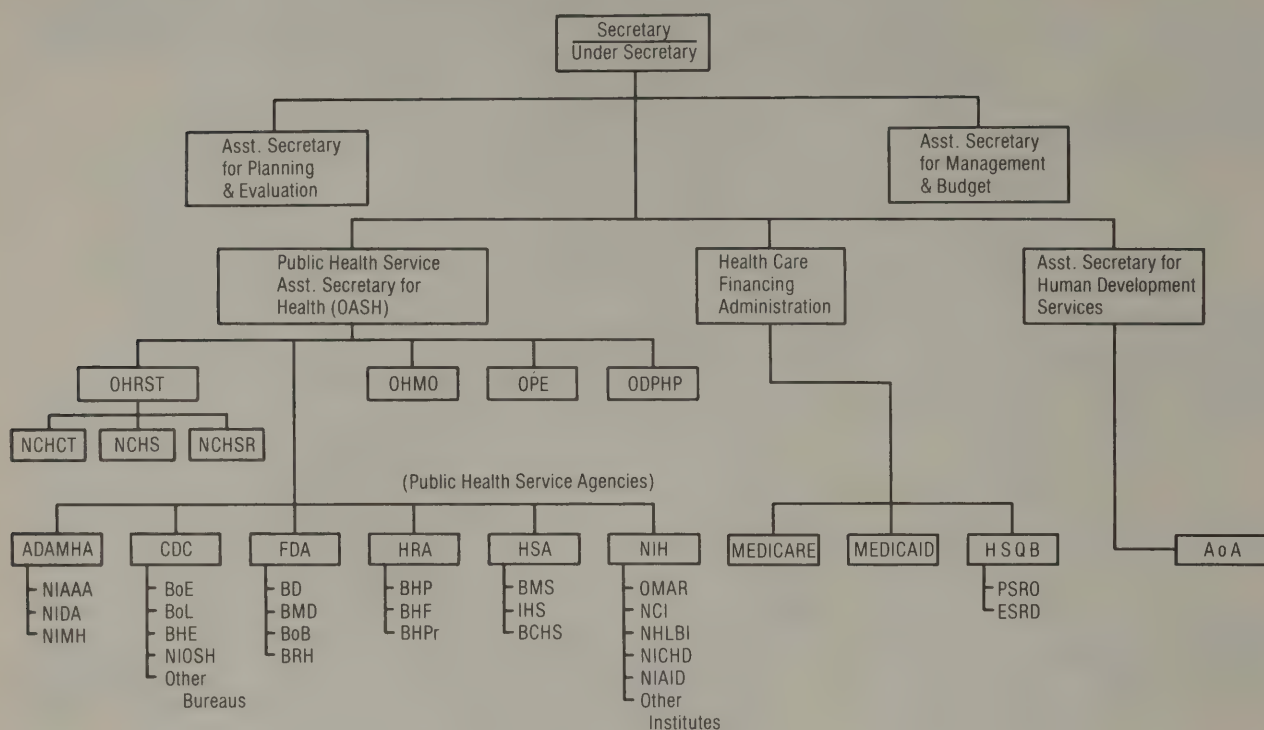 Secretary
Under Secretary
Asst. Secretary
for Planning
& Evaluation
Asst. Secretary
for Management
& Budget
Public Health Service
Asst. Secretary for
Health (OASH)
Health Care
Financing
Administration
Asst. Secretary for
Human Development
Services
OHRST
OHMO
OPE
ODPHP
NCHCT
NCHS
NCHSR
(Public Health Service Agencies)
ADAMHA
NIAAA
NIDA
NIMH
CDC
BoE
BoL
BHE
NIOSH
Other
Bureaus
FDA
BD
BMD
BoB
BRH
HRA
BHP
BHF
BHPr
HSA
BMS
IHS
BCHS
NIH
OMAR
NCI
NHLBI
NICHD
NIAID
Other
Institutes
MEDICARE
MEDICAID
HSQB
PSRO
ESRD
AoA